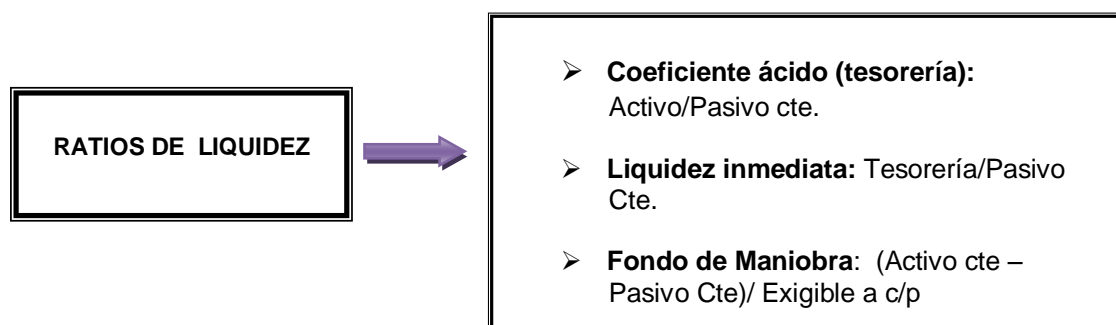 RATIOS DE LIQUIDEZ
➢ Coeficiente ácido (tesorería):
Activo/Pasivo cte.
➢ Liquidez inmediata: Tesorería/Pasivo
Cte.
➢ Fondo de Maniobra: (Activo cte –
Pasivo Cte)/ Exigible a c/p